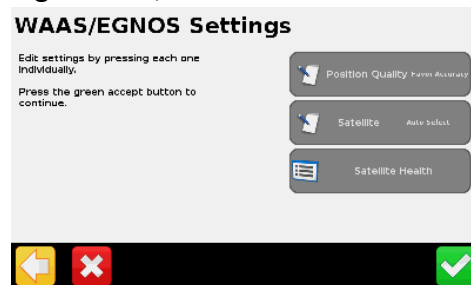 WAAS/EGNOS Settings
Edit settings by pressing each one
individually.
Press the green accept button to
continue.
Position Quality Favor Accuracy
Satellite Auto Select
Satellite Health